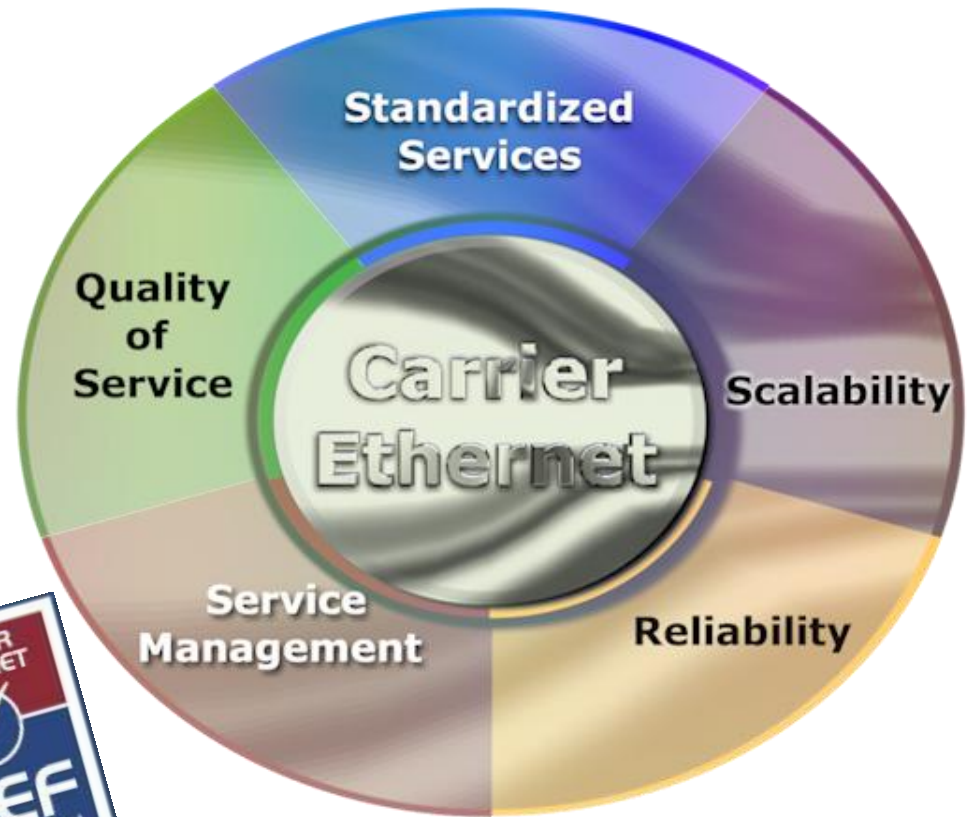 Standardized
Services
Quality
of
Service
Carrier
Ethernet
Scalability
Service
Management
Reliability